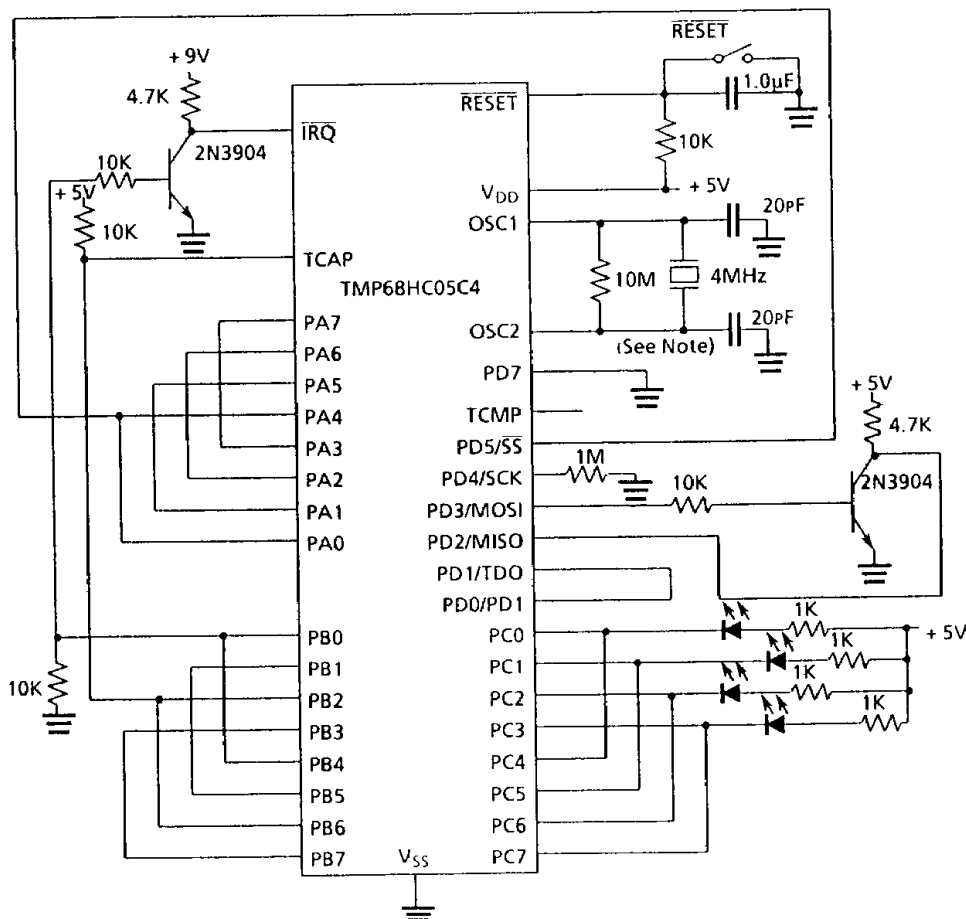 RESET
+ 9V
4.7K
RESET
1.0μF
IRQ
2N3904
10K
10K
+ 5V
10K
VDD
+ 5V
OSC1
20PF
TCAP
TMP68HC05C4
10M
4MHz
PA7
OSC2
20PF
(See Note)
PA6
PD7
PA5
+ 5V
PA4
TCMP
4.7K
PA3
PD5/SS
1M
PA2
PD4/SCK
10K
2N3904
PA1
PD3/MOSI
PA0
PD2/MISO
PD1/TDO
PD0/PD1
1K
PB0
PC0
+ 5V
1K
PB1
PC1
1K
10K
PB2
PC2
1K
PB3
PC3
PB4
PC4
PB5
PC5
PB6
PC6
PB7
VSS
PC7